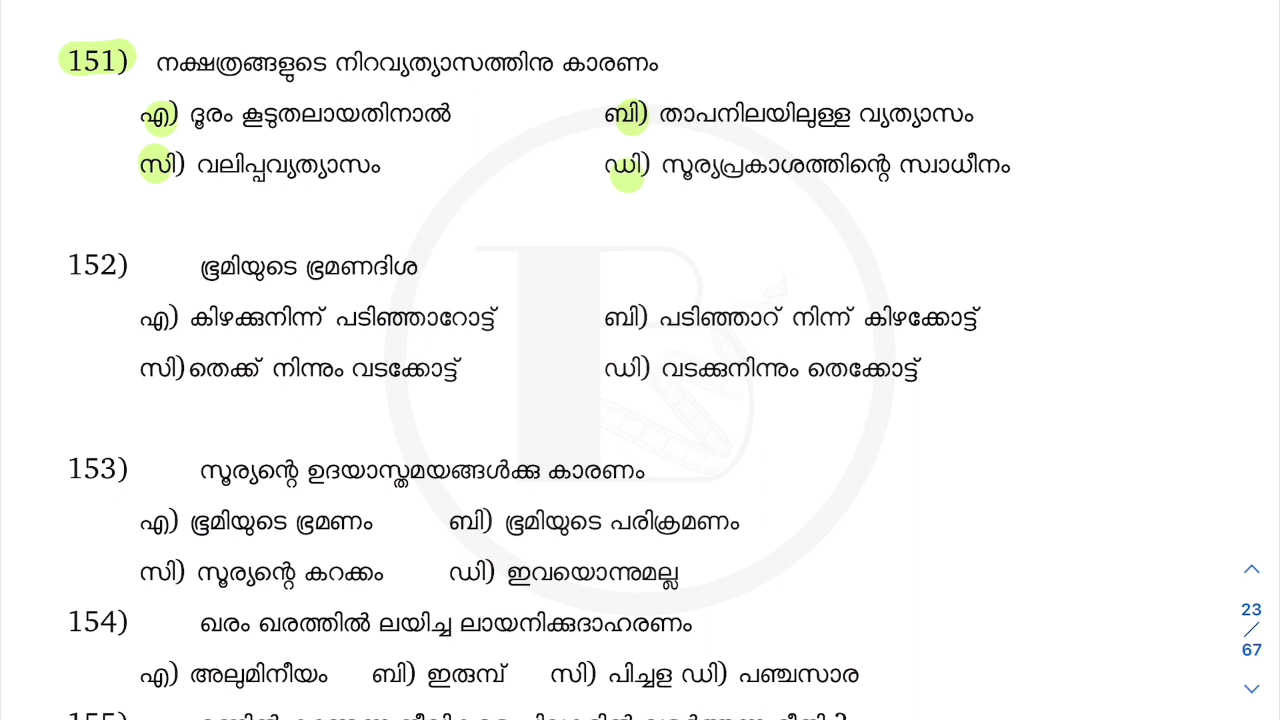 151) നക്ഷത്രങ്ങളുടെ നിറവ്യത്യാസത്തിനു കാരണം
എ) ദൂരം കൂടുതലായതിനാൽ ബി) താപനിലയിലുള്ള വ്യത്യാസം
സി) വലിപ്പവ്യത്യാസം ഡി) സൂര്യപ്രകാശത്തിന്റെ സ്വാധീനം
152) ഭൂമിയുടെ ഭ്രമണദിശ
എ) കിഴക്കുനിന്ന് പടിഞ്ഞാറോട്ട് ബി) പടിഞ്ഞാറ് നിന്ന് കിഴക്കോട്ട്
സി)തെക്ക് നിന്നും വടക്കോട്ട് ഡി) വടക്കുനിന്നും തെക്കോട്ട്
153) സൂര്യന്റെ ഉദയാസ്തമയങ്ങൾക്കു കാരണം
എ) ഭൂമിയുടെ ഭ്രമണം ബി) ഭൂമിയുടെ പരിക്രമണം
സി) സൂര്യന്റെ കറക്കം ഡി) ഇവയൊന്നുമല്ല
154) ഖരം ഖരത്തിൽ ലയിച്ച ലായനിക്കുദാഹരണം
എ) അലുമിനീയം ബി) ഇരുമ്പ് സി) പിച്ചള ഡി) പഞ്ചസാര
23
/
67